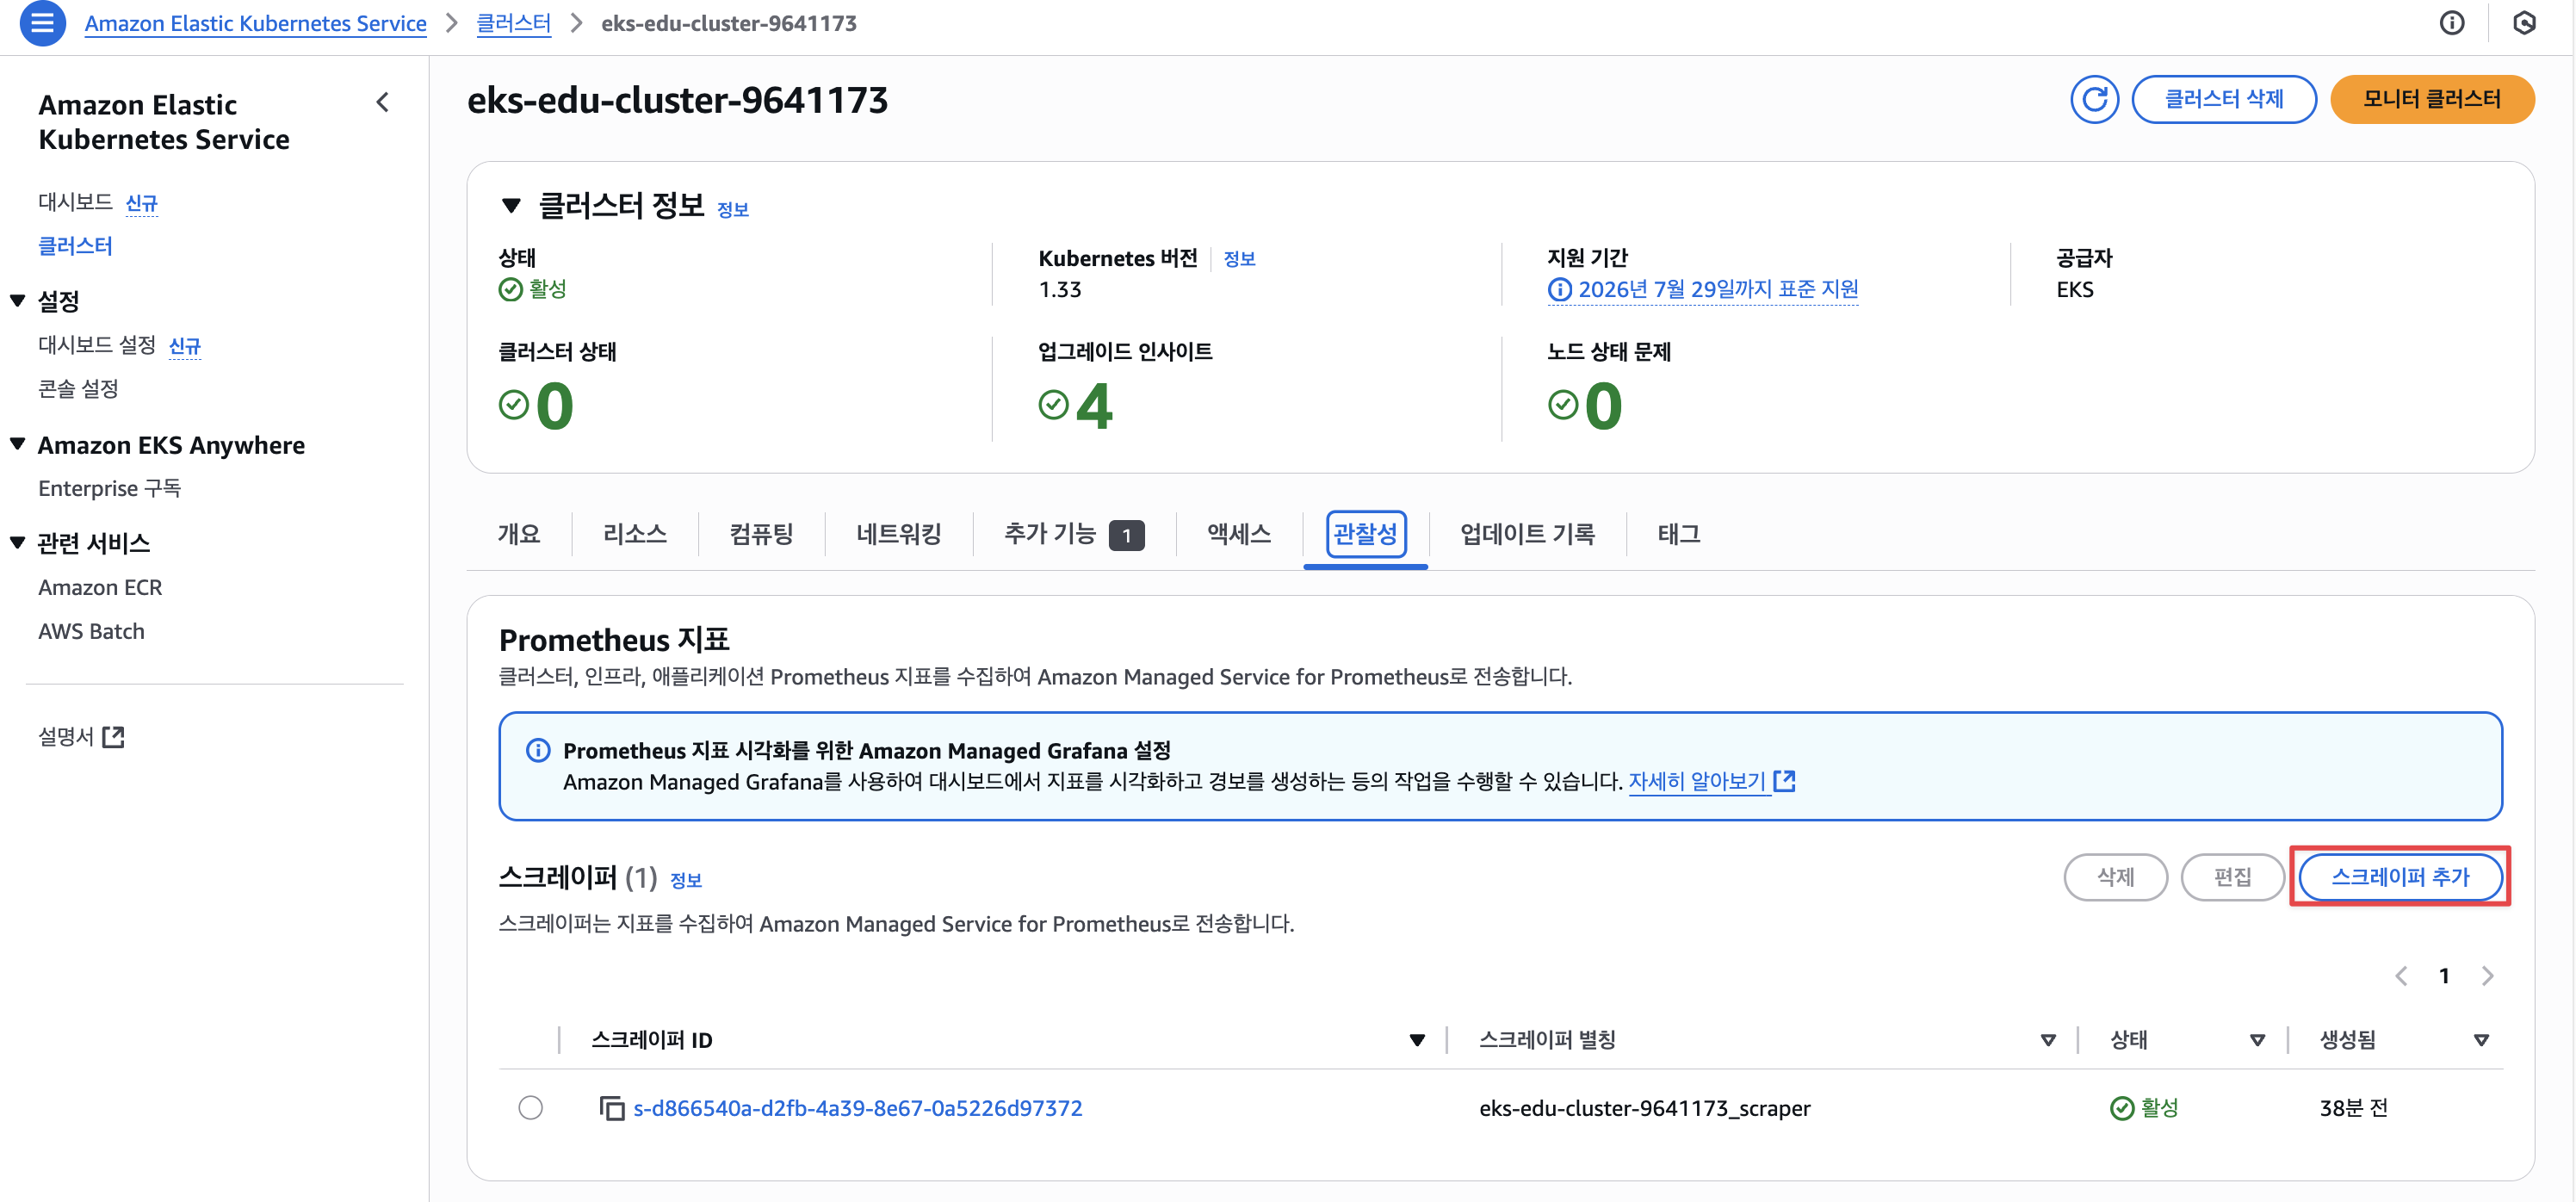 Amazon Elastic Kubernetes Service > 클러스터 > eks-edu-cluster-9641173
Amazon Elastic
Kubernetes Service
대시보드 신규
클러스터
설정
대시보드 설정 신규
콘솔 설정
Amazon EKS Anywhere
Enterprise 구독
관련 서비스
Amazon ECR
AWS Batch
설명서
eks-edu-cluster-9641173
클러스터 삭제
모니터 클러스터
클러스터 정보 정보
상태
활성
Kubernetes 버전 정보
1.33
지원 기간
2026년 7월 29일까지 표준 지원
공급자
EKS
클러스터 상태
0
업그레이드 인사이트
4
노드 상태 문제
0
개요 리소스 컴퓨팅 네트워킹 추가 기능 1 액세스 관찰성 업데이트 기록 태그
Prometheus 지표
클러스터, 인프라, 애플리케이션 Prometheus 지표를 수집하여 Amazon Managed Service for Prometheus로 전송합니다.
Prometheus 지표 시각화를 위한 Amazon Managed Grafana 설정
Amazon Managed Grafana를 사용하여 대시보드에서 지표를 시각화하고 경보를 생성하는 등의 작업을 수행할 수 있습니다. 자세히 알아보기
스크레이퍼 (1) 정보
삭제 편집 스크레이퍼 추가
스크레이퍼는 지표를 수집하여 Amazon Managed Service for Prometheus로 전송합니다.
1
스크레이퍼 ID 스크레이퍼 별칭 상태 생성됨
s-d866540a-d2fb-4a39-8e67-0a5226d97372 eks-edu-cluster-9641173_scraper 활성 38분 전